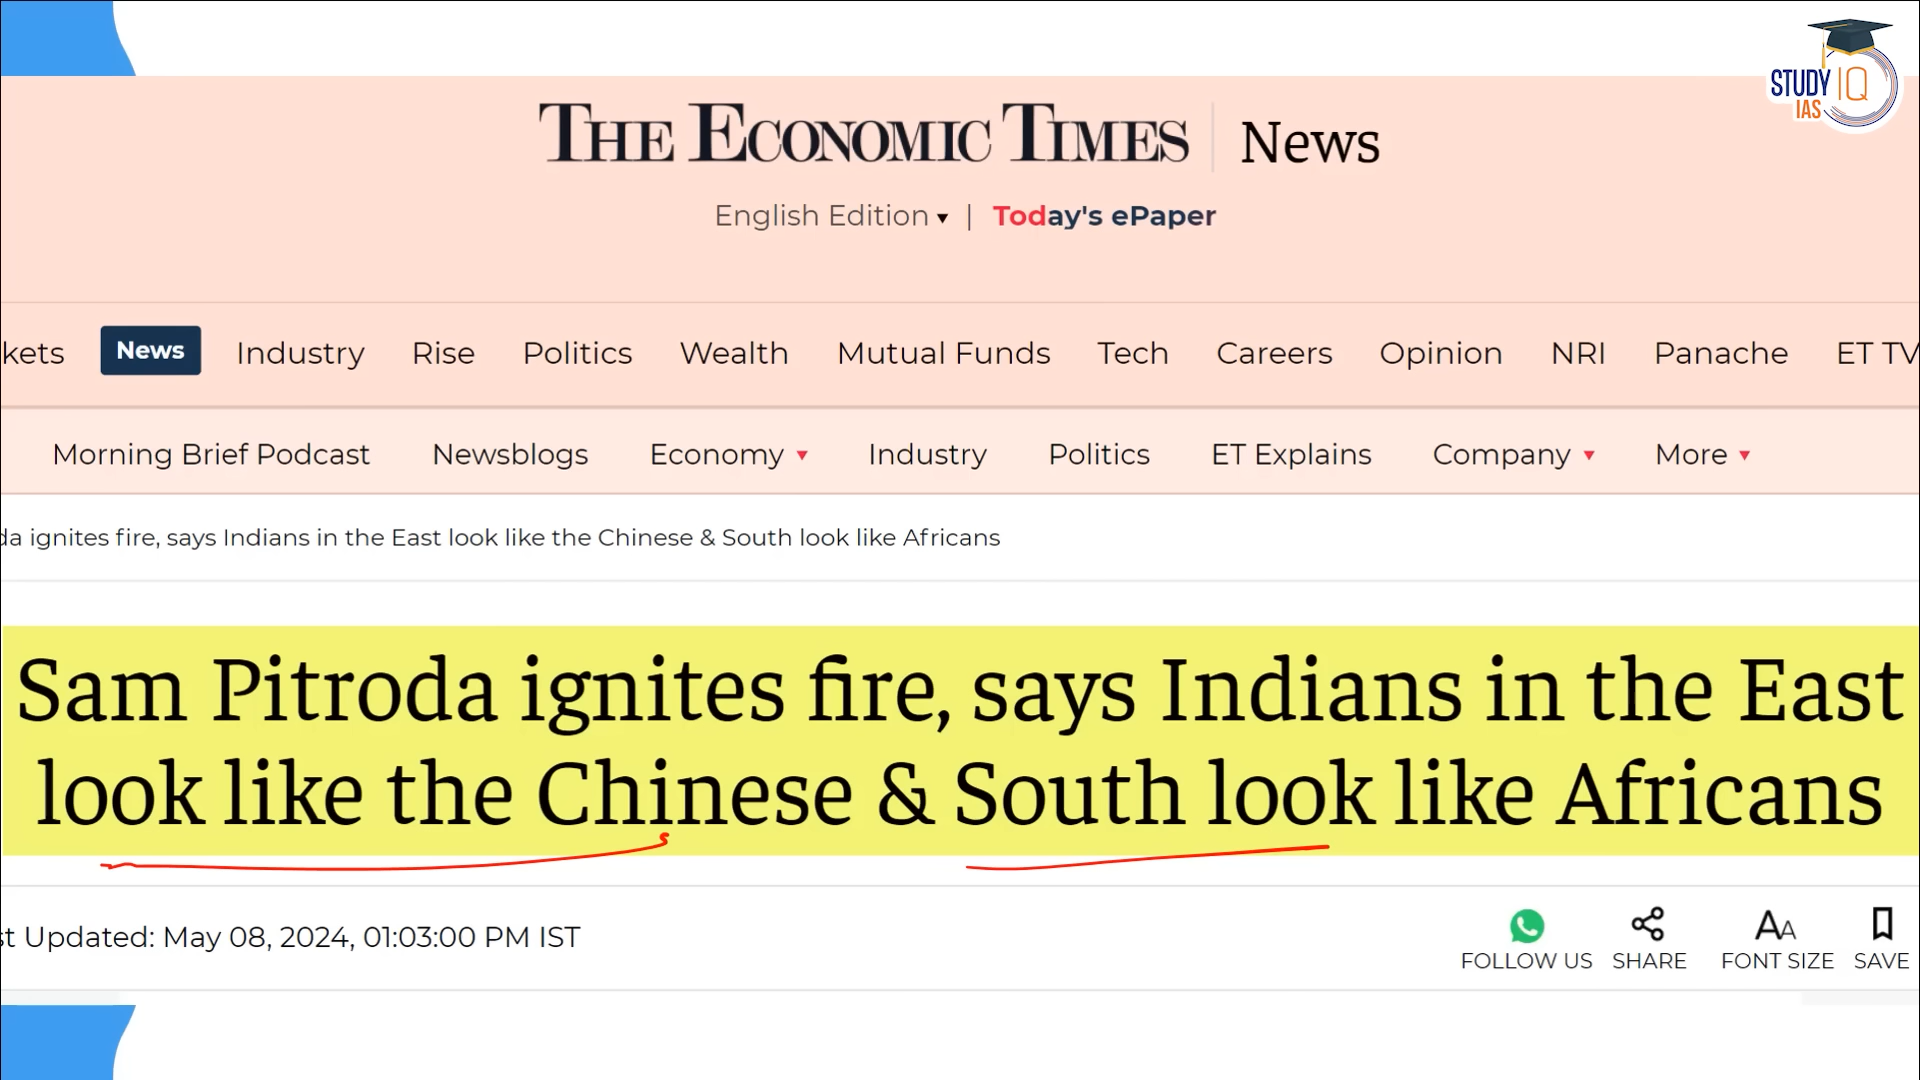 STUDY IQ
IAS
THE ECONOMIC TIMES | News
English Edition ▾ | Today's ePaper
kets News Industry Rise Politics Wealth Mutual Funds Tech Careers Opinion NRI Panache ET TV
Morning Brief Podcast Newsblogs Economy ▾ Industry Politics ET Explains Company ▾ More ▾
da ignites fire, says Indians in the East look like the Chinese & South look like Africans
Sam Pitroda ignites fire, says Indians in the East
look like the Chinese & South look like Africans
st Updated: May 08, 2024, 01:03:00 PM IST
FOLLOW US SHARE AA FONT SIZE SAVE